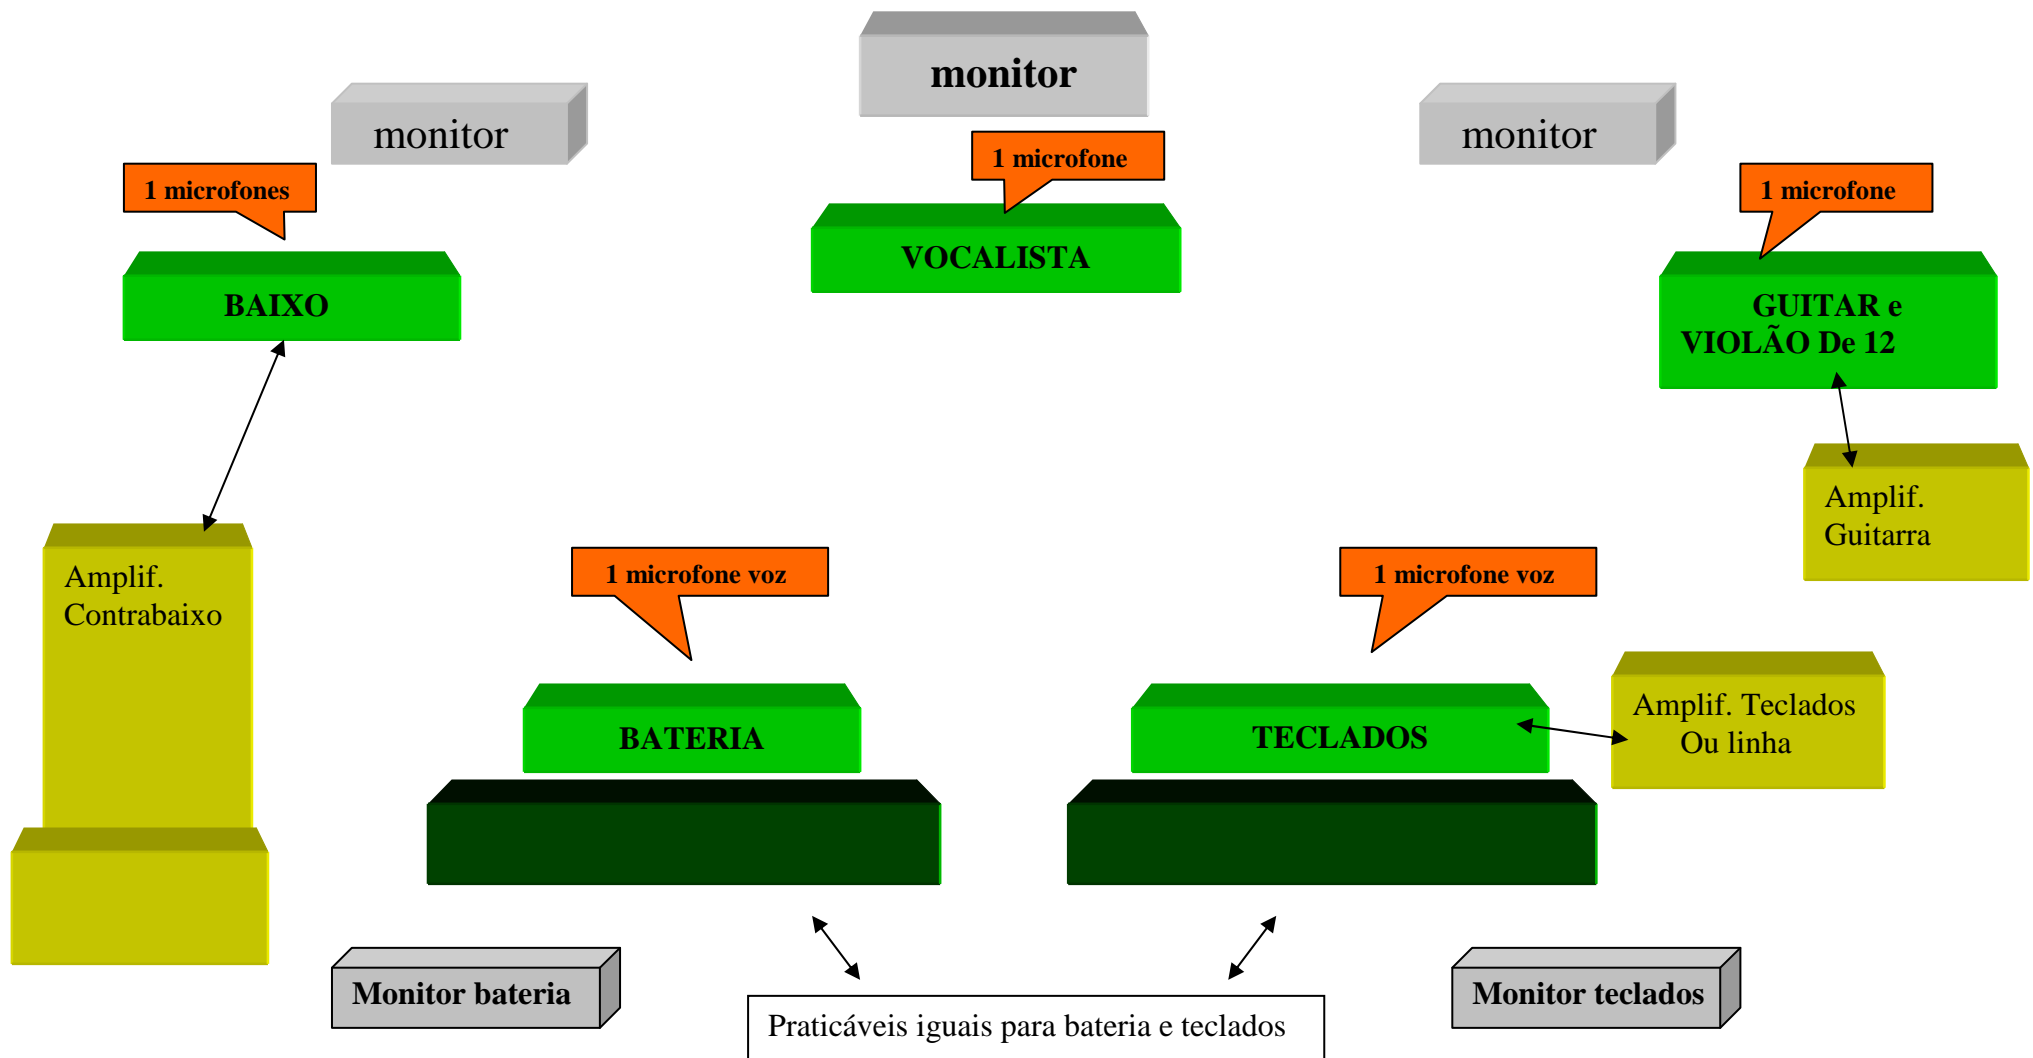 monitor
monitor
monitor
1 microfone
1 microfones
1 microfone
VOCALISTA
BAIXO
GUITAR e
VIOLÃO De 12
Amplif.
Guitarra
Amplif.
Contrabaixo
1 microfone voz
1 microfone voz
BATERIA
TECLADOS
Amplif. Teclados
Ou linha
Monitor bateria
Monitor teclados
Praticáveis iguais para bateria e teclados